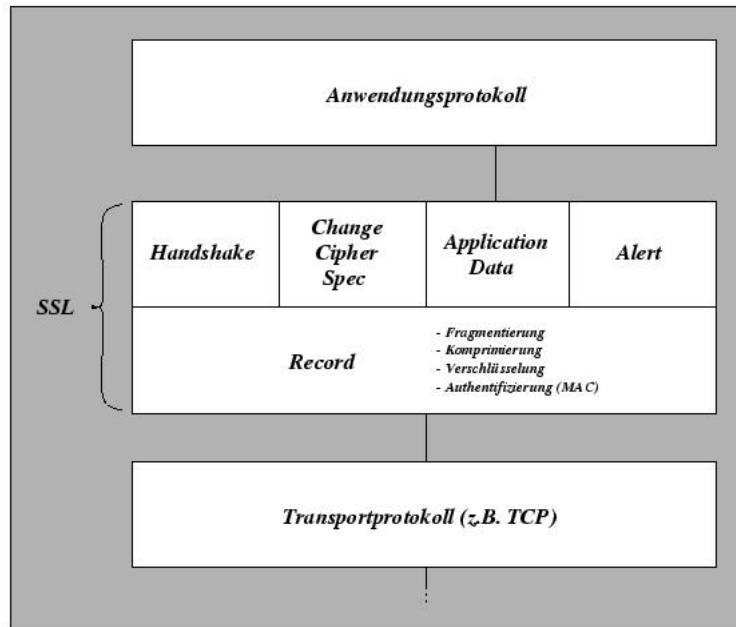 Anwendungsprotokoll
SSL
Handshake
Change
Cipher
Spec
Application
Data
Alert
Record
- Fragmentierung
- Komprimierung
- Verschlüsselung
- Authentifizierung (MAC)
Transportprotokoll (z.B. TCP)